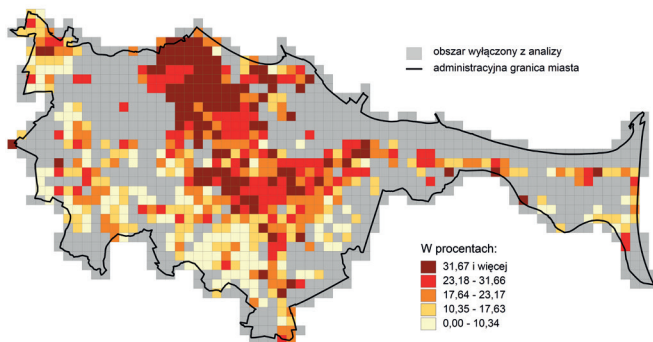 obszar wyłączony z analizy
administracyjna granica miasta
W procentach:
31,67 i więcej
23,18 - 31,66
17,64 - 23,17
10,35 - 17,63
0,00 - 10,34